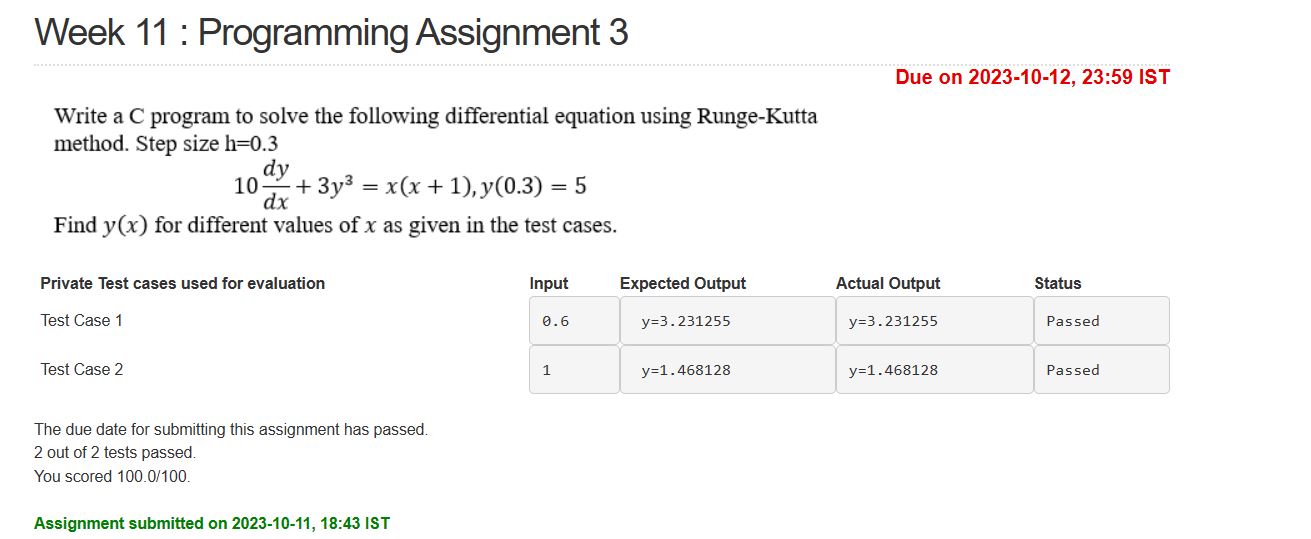 Week 11 : Programming Assignment 3
Due on 2023-10-12, 23:59 IST
Write a C program to solve the following differential equation using Runge-Kutta
method. Step size h=0.3
10 dy/dx + 3y³ = x(x + 1), y(0.3) = 5
Find y(x) for different values of x as given in the test cases.
Private Test cases used for evaluation Input Expected Output Actual Output Status
Test Case 1 0.6 y=3.231255 y=3.231255 Passed
Test Case 2 1 y=1.468128 y=1.468128 Passed
The due date for submitting this assignment has passed.
2 out of 2 tests passed.
You scored 100.0/100.
Assignment submitted on 2023-10-11, 18:43 IST